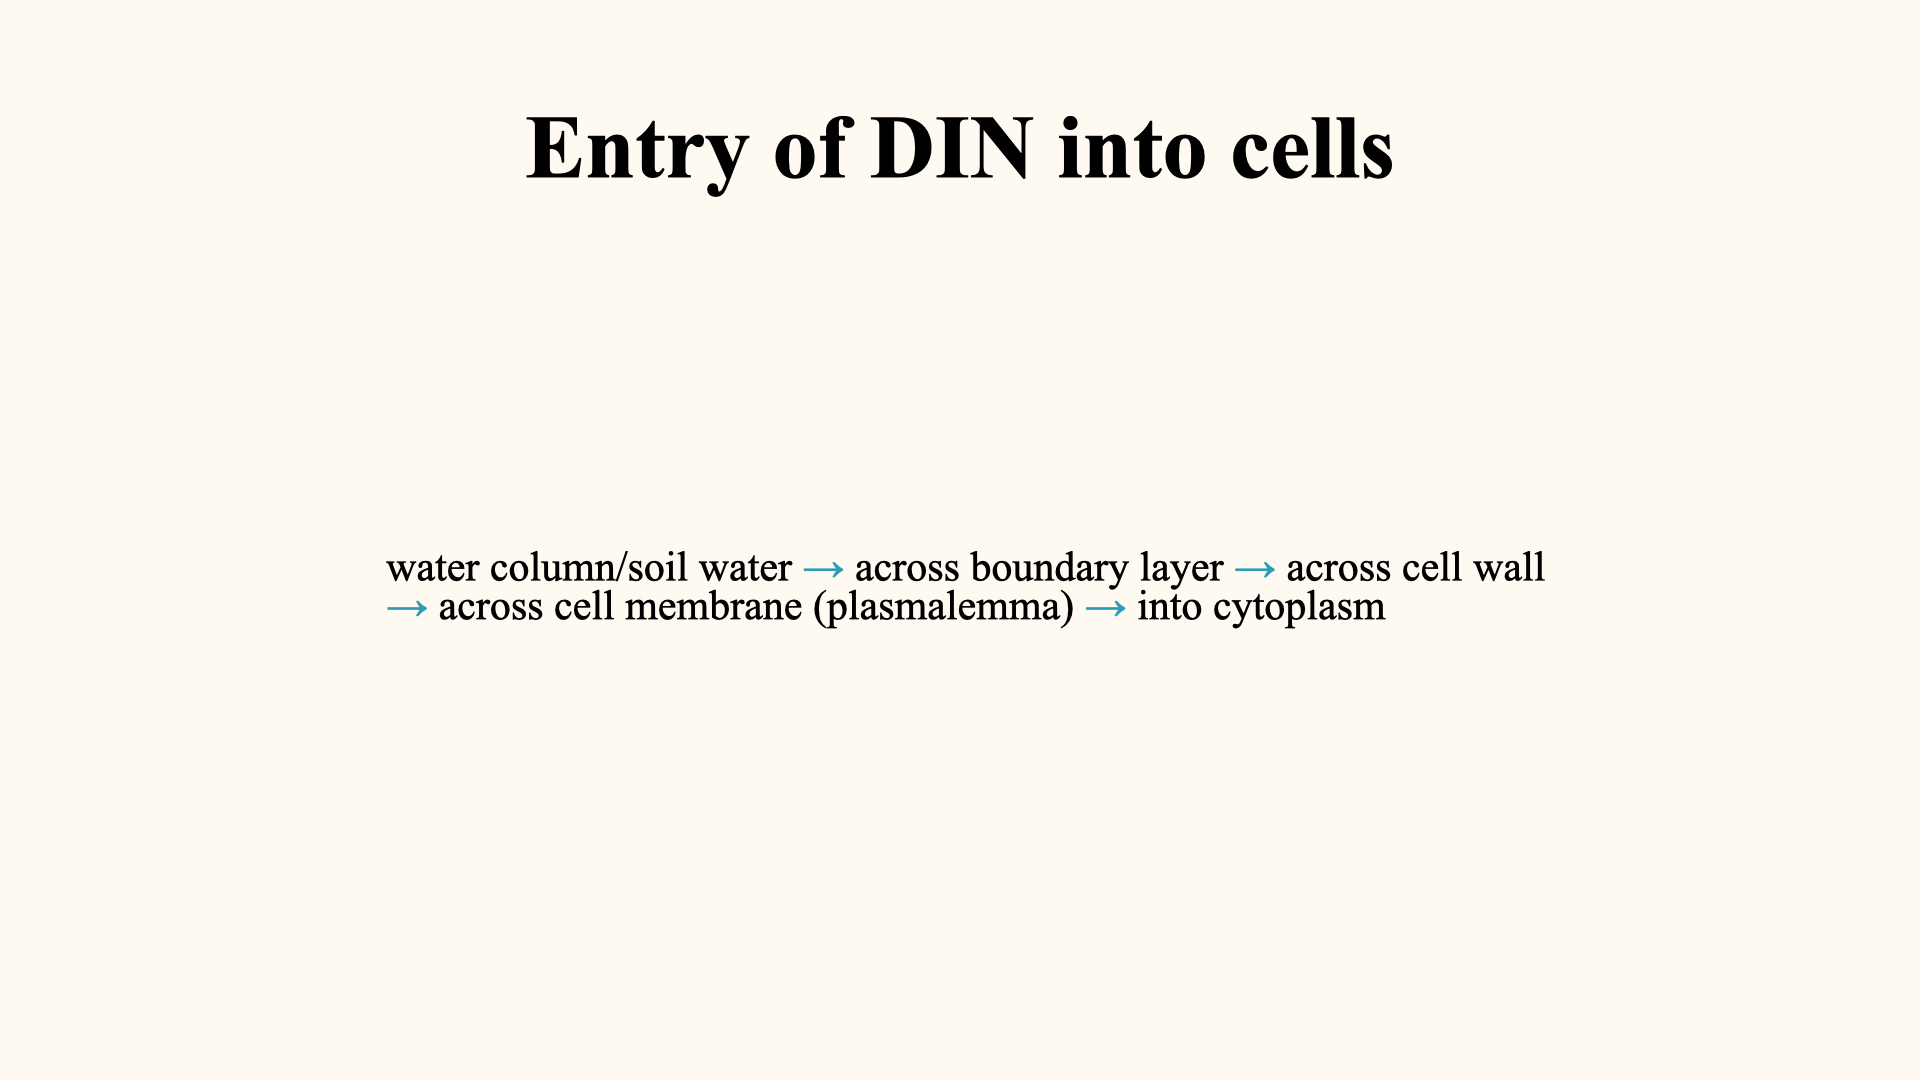 Entry of DIN into cells
water column/soil water → across boundary layer → across cell wall
→ across cell membrane (plasmalemma) → into cytoplasm